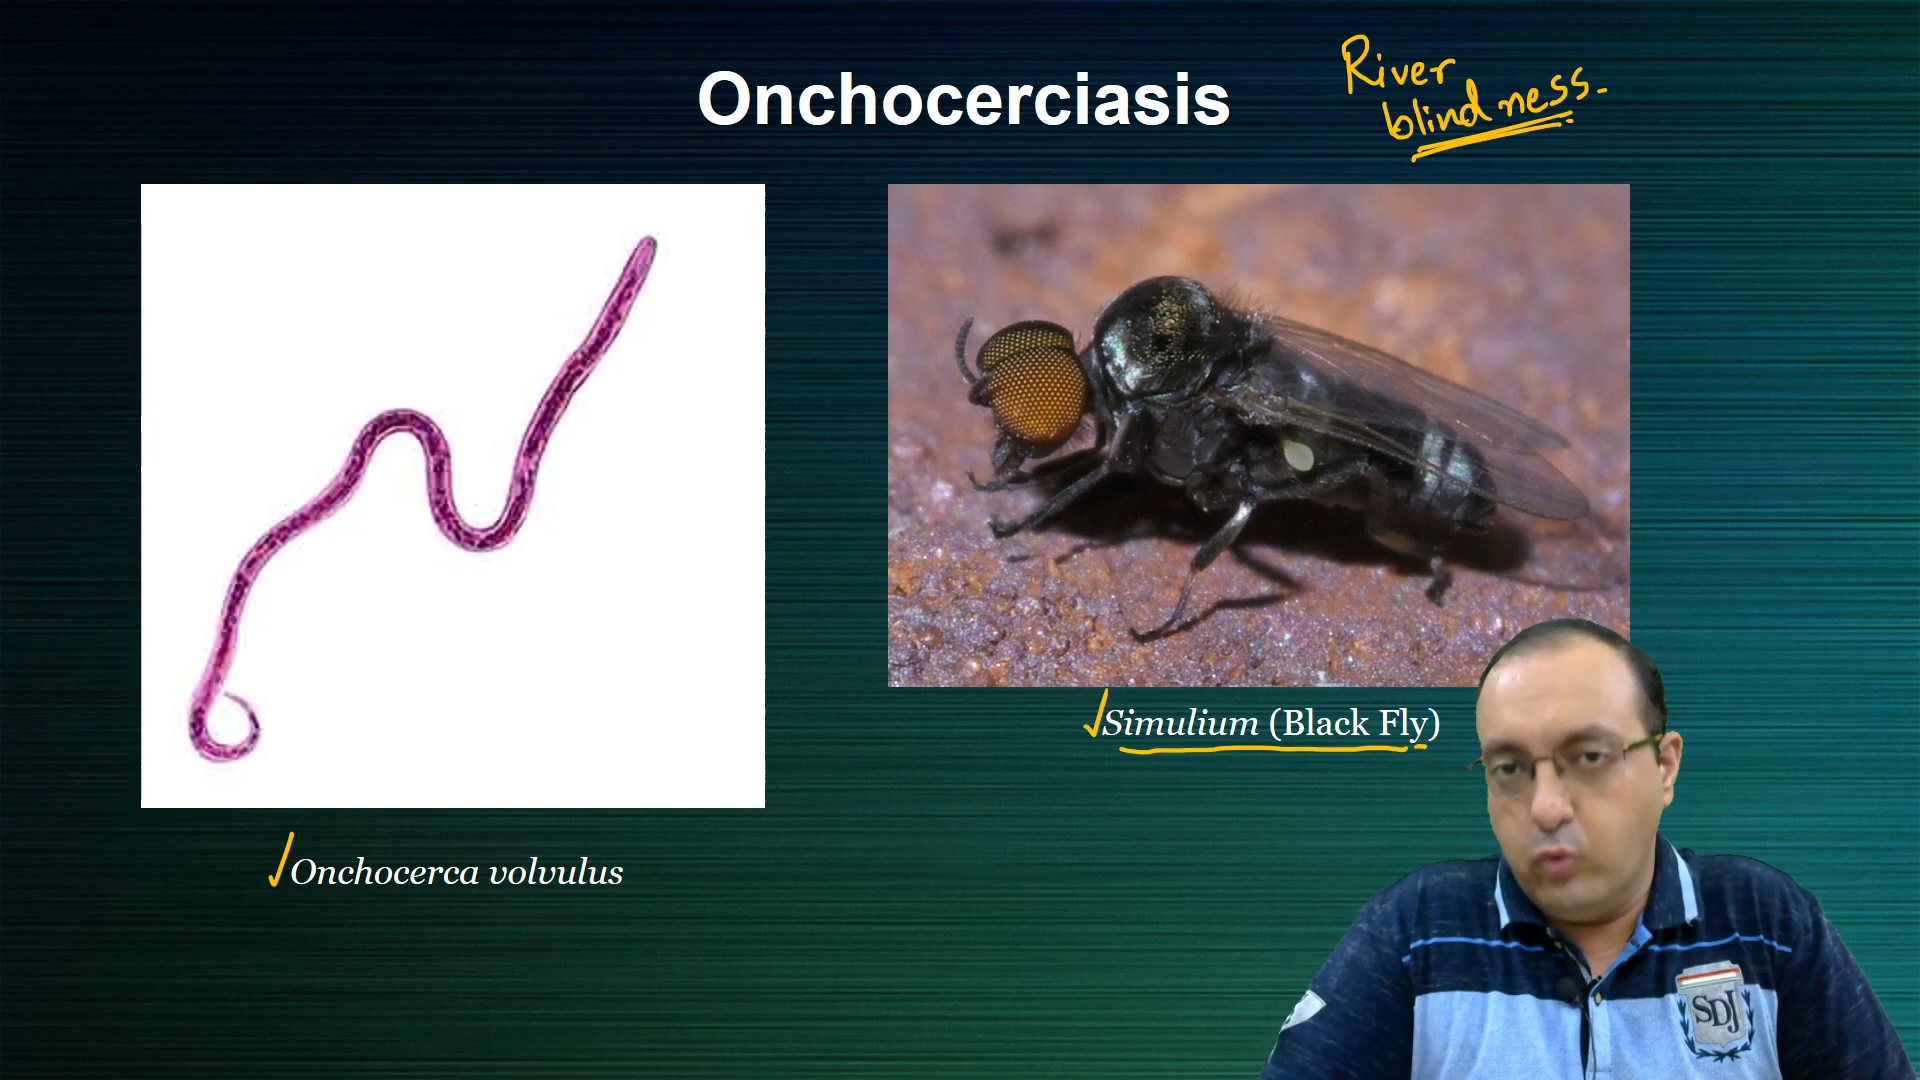 Onchocerciasis
River
blindness.
Simulium (Black Fly)
Onchocerca volvulus
SDJ